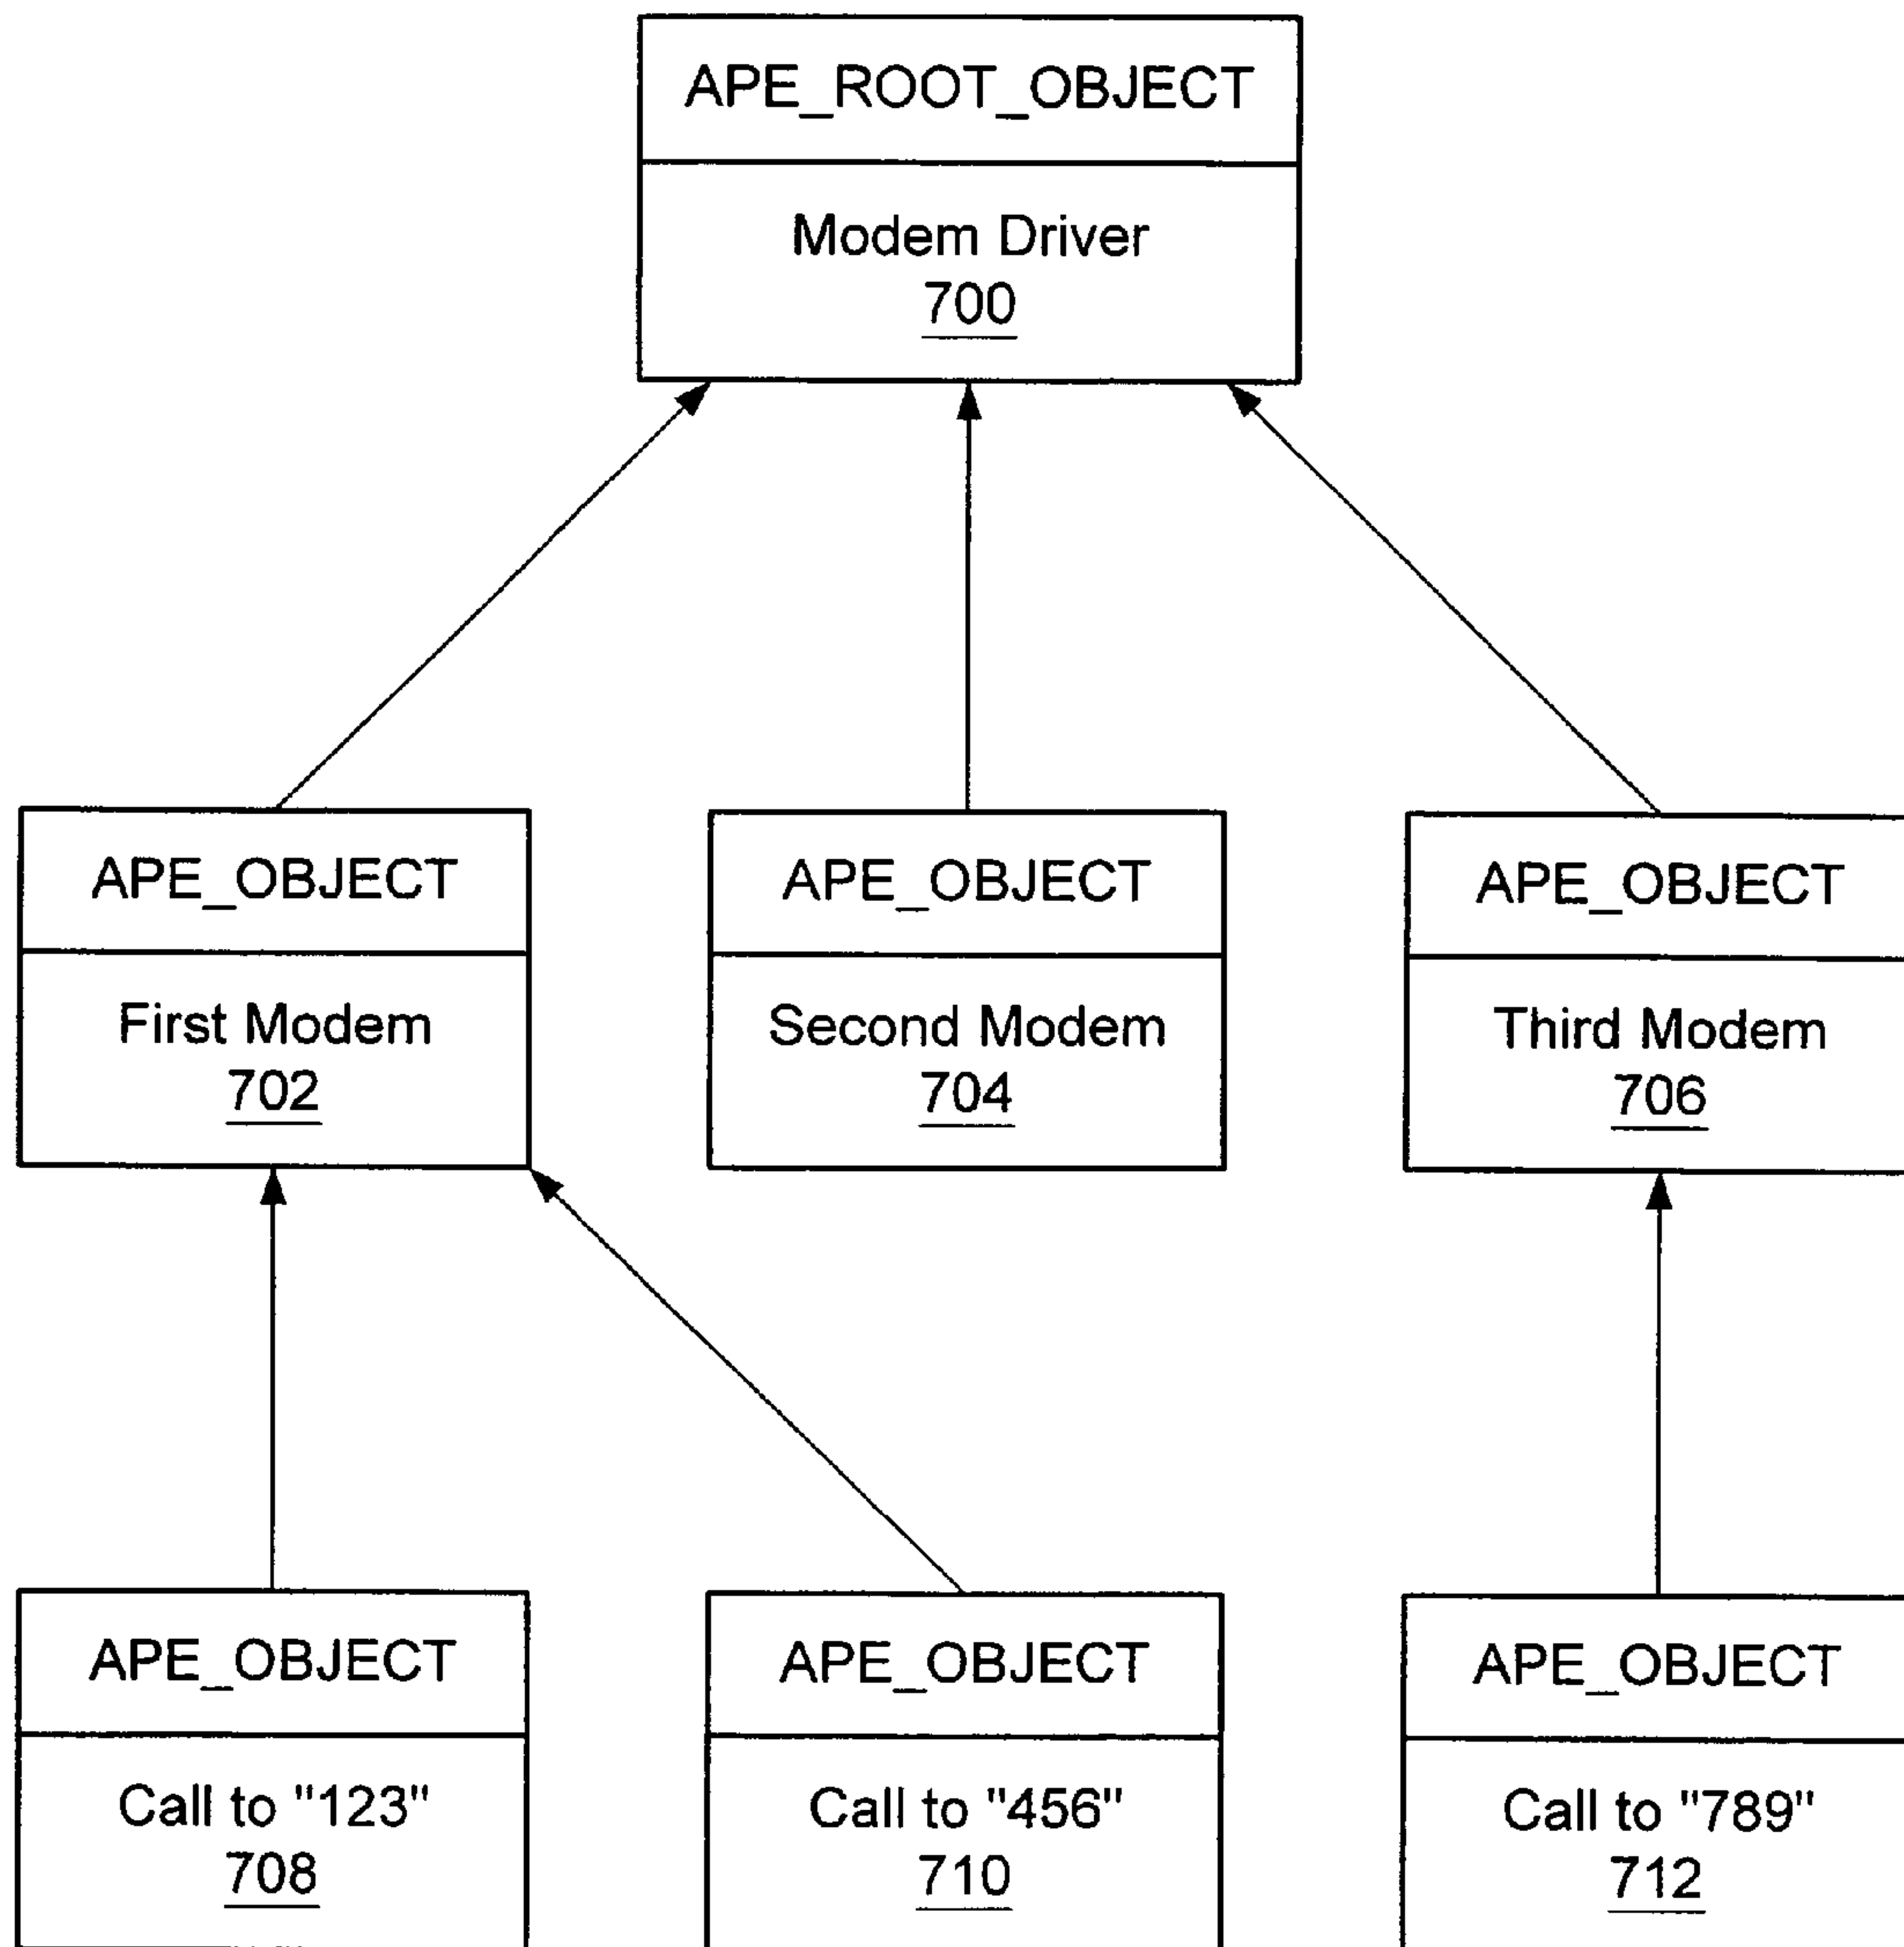 APE_ROOT_OBJECT
Modem Driver
700
APE_OBJECT
First Modem
702
APE_OBJECT
Second Modem
704
APE_OBJECT
Third Modem
706
APE_OBJECT
Call to "123"
708
APE_OBJECT
Call to "456"
710
APE_OBJECT
Call to "789"
712